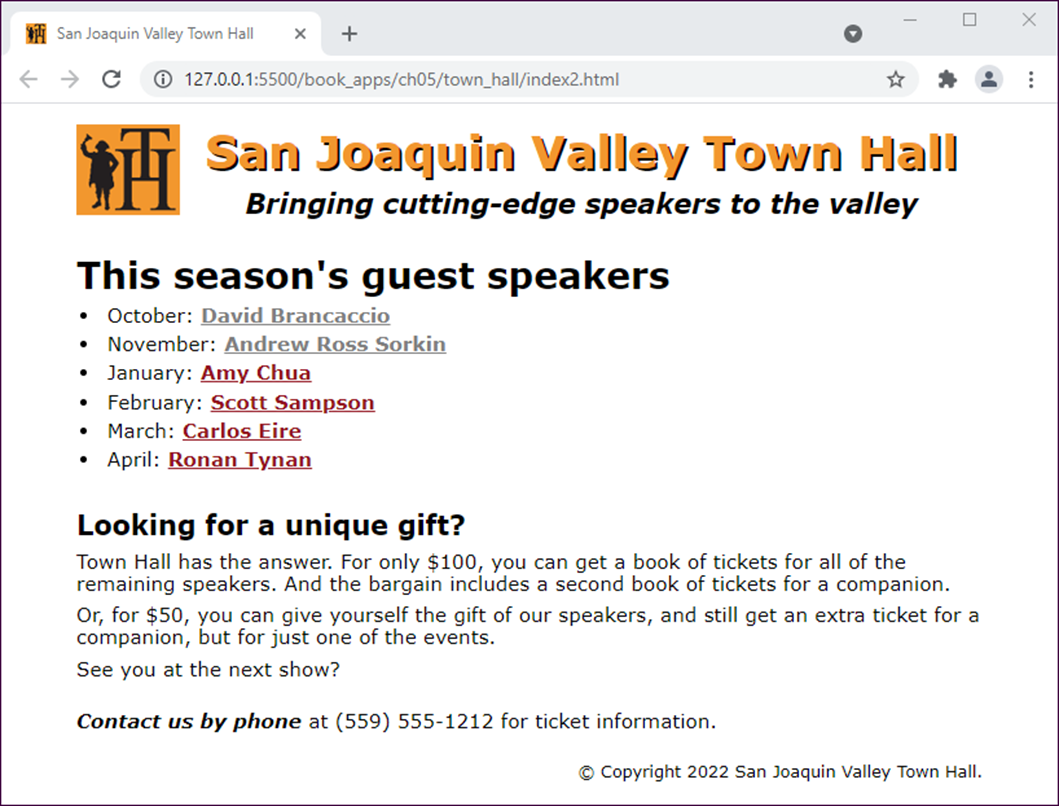 San Joaquin Valley Town Hall
127.0.0.1:5500/book_apps/ch05/town_hall/index2.html
TH
San Joaquin Valley Town Hall
Bringing cutting-edge speakers to the valley
This season's guest speakers
• October: David Brancaccio
• November: Andrew Ross Sorkin
• January: Amy Chua
• February: Scott Sampson
• March: Carlos Eire
• April: Ronan Tynan
Looking for a unique gift?
Town Hall has the answer. For only $100, you can get a book of tickets for all of the
remaining speakers. And the bargain includes a second book of tickets for a companion.
Or, for $50, you can give yourself the gift of our speakers, and still get an extra ticket for a
companion, but for just one of the events.
See you at the next show?
Contact us by phone at (559) 555-1212 for ticket information.
© Copyright 2022 San Joaquin Valley Town Hall.